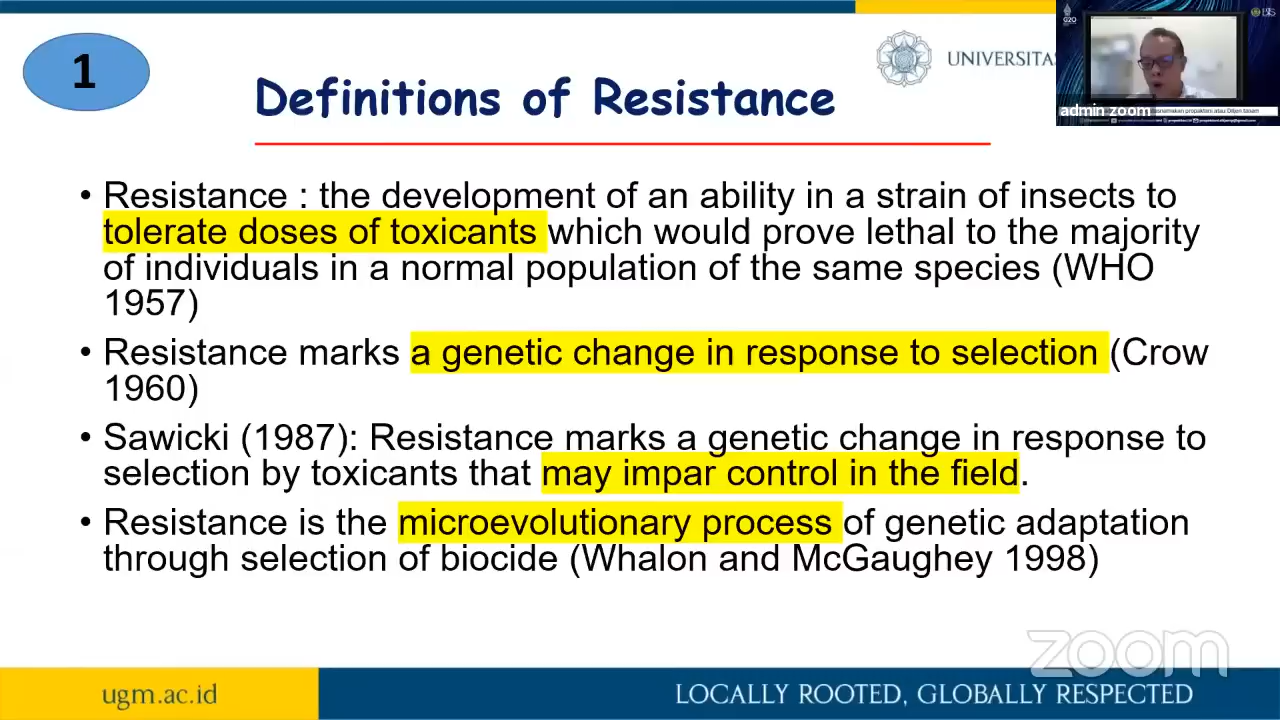 1
Definitions of Resistance
UNIVERSITAS
G20
admin zoom
• Resistance : the development of an ability in a strain of insects to
tolerate doses of toxicants which would prove lethal to the majority
of individuals in a normal population of the same species (WHO
1957)
• Resistance marks a genetic change in response to selection (Crow
1960)
• Sawicki (1987): Resistance marks a genetic change in response to
selection by toxicants that may impar control in the field.
• Resistance is the microevolutionary process of genetic adaptation
through selection of biocide (Whalon and McGaughey 1998)
zoom
ugm.ac.id
LOCALLY ROOTED, GLOBALLY RESPECTED